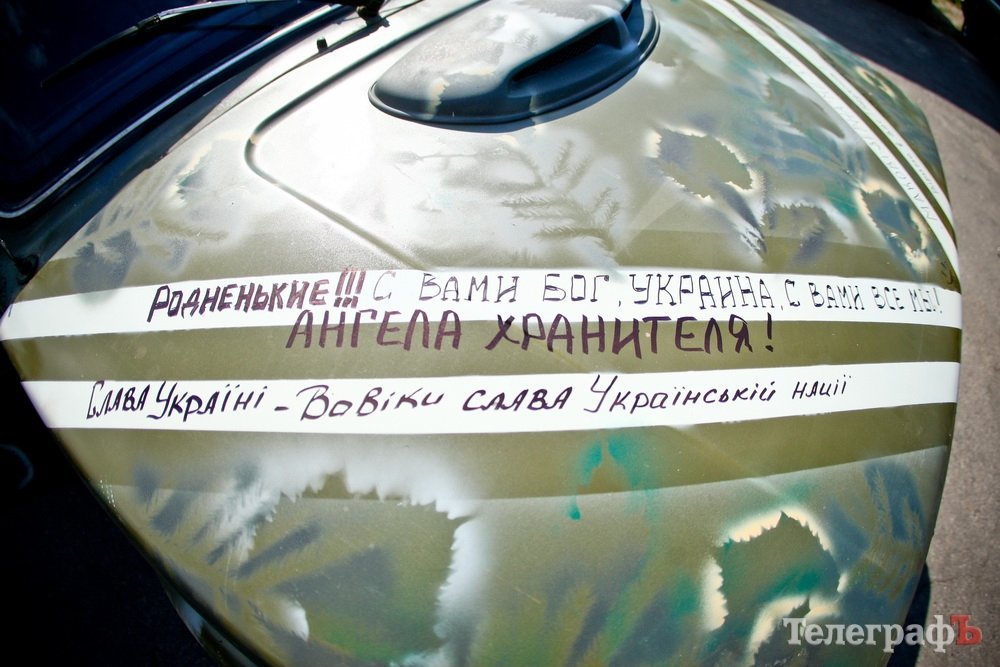 РОДНЕНЬКИЕ!!! С ВАМИ БОГ, УКРАИНА, С ВАМИ ВСЕ МЫ!
АНГЕЛА ХРАНИТЕЛЯ!
Слава Україні - Вовіки слава Українській нації
ТелеграфЪ